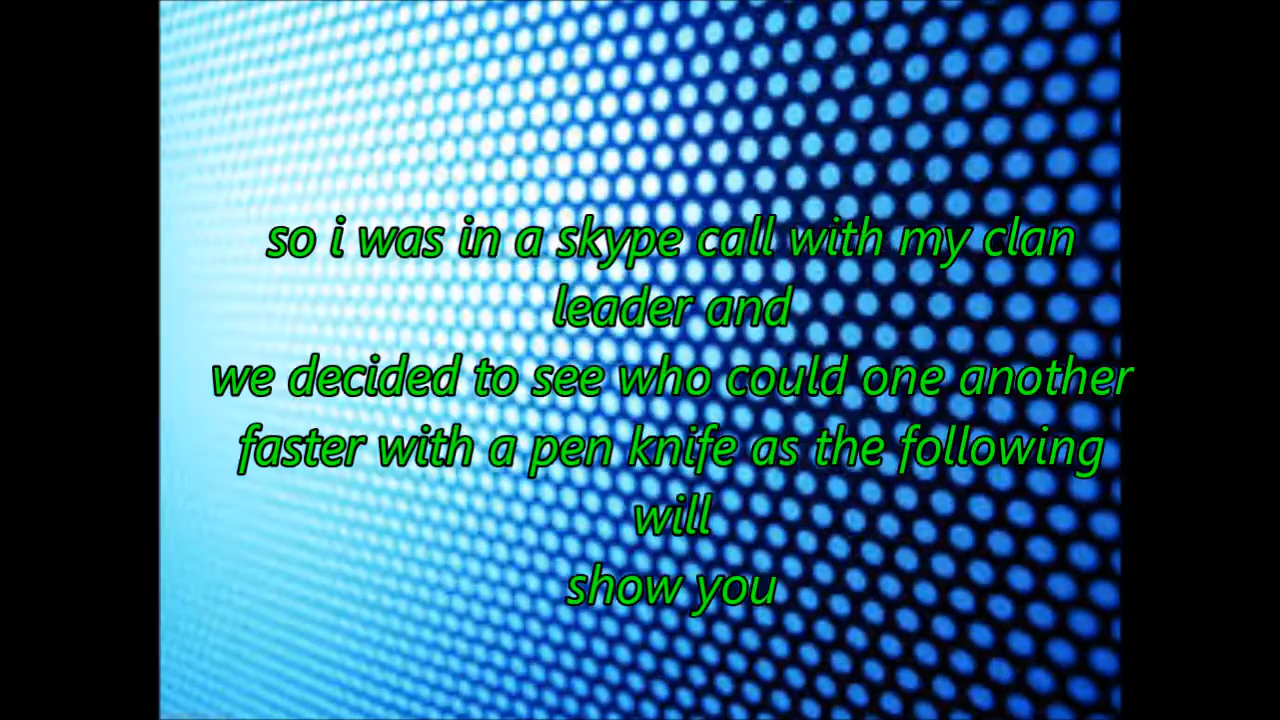 so i was in a skype call with my clan
leader and
we decided to see who could one another
faster with a pen knife as the following
will
show you